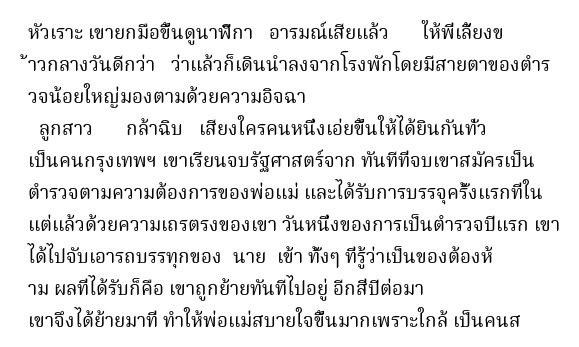 หัวเราะ เขายกมือขึ้นดูนาฬิกา   อารมณ์เสียแล้ว       ให้พี่เลี้ยงข
้าวกลางวันดีกว่า   ว่าแล้วก็เดินนำลงจากโรงพักโดยมีสายตาของตำร
วจน้อยใหญ่มองตามด้วยความอิจฉา
  ลูกสาว       กล้าฉิบ   เสียงใครคนหนึ่งเอ่ยขึ้นให้ได้ยินกันทั่ว
เป็นคนกรุงเทพฯ เขาเรียนจบรัฐศาสตร์จาก ทันทีที่จบเขาสมัครเป็น
ตำรวจตามความต้องการของพ่อแม่ และได้รับการบรรจุครั้งแรกที่ใน
แต่แล้วด้วยความเถรตรงของเขา วันหนึ่งของการเป็นตำรวจปีแรก เขา
ได้ไปจับเอารถบรรทุกของ  นาย  เข้า ทั้งๆ ที่รู้ว่าเป็นของต้องห้
าม ผลที่ได้รับก็คือ เขาถูกย้ายทันทีไปอยู่ อีกสี่ปีต่อมา
เขาจึงได้ย้ายมาที่ ทำให้พ่อแม่สบายใจขึ้นมากเพราะใกล้ เป็นคนส